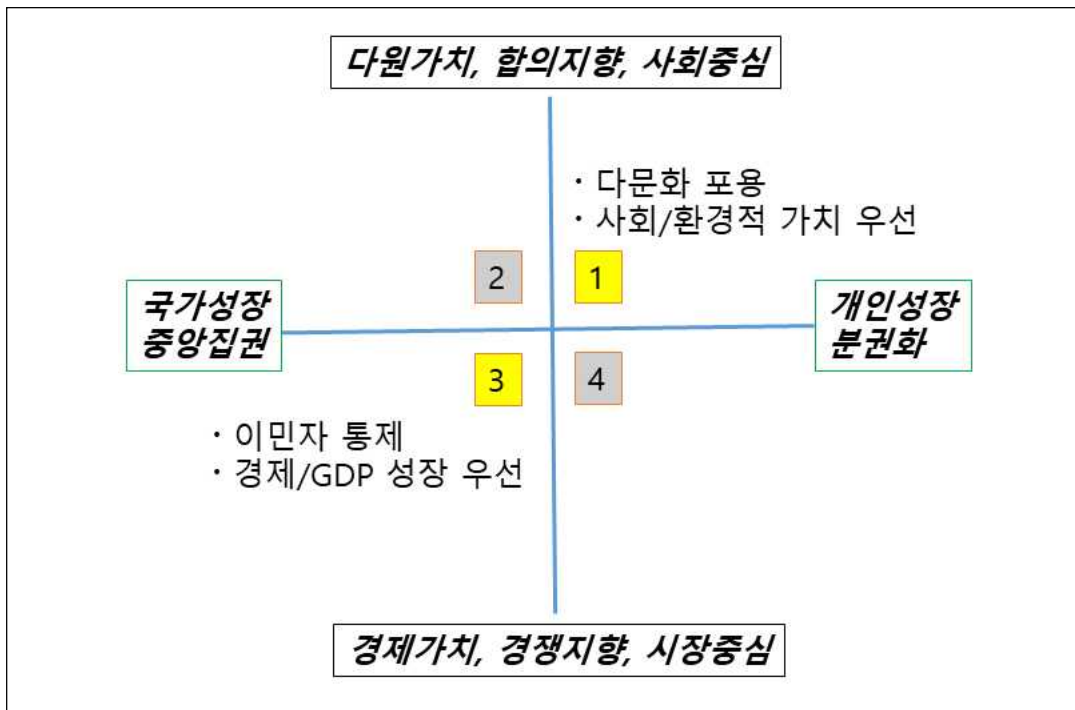 다원가치, 합의지향, 사회중심
· 다문화 포용
· 사회/환경적 가치 우선
2
1
국가성장
중앙집권
개인성장
분권화
3
4
· 이민자 통제
· 경제/GDP 성장 우선
경제가치, 경쟁지향, 시장중심